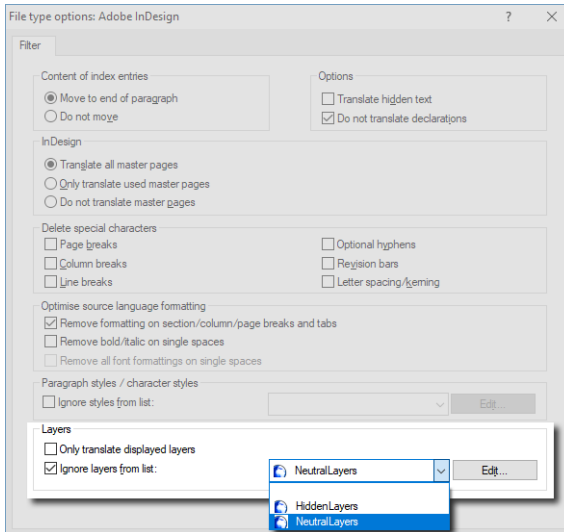 File type options: Adobe InDesign ? ×
Filter
Content of index entries
Move to end of paragraph
Do not move
Options
Translate hidden text
Do not translate declarations
InDesign
Translate all master pages
Only translate used master pages
Do not translate master pages
Delete special characters
Page breaks
Column breaks
Line breaks
Optional hyphens
Revision bars
Letter spacing/kerning
Optimise source language formatting
Remove formatting on section/column/page breaks and tabs
Remove bold/italic on single spaces
Remove all font formattings on single spaces
Paragraph styles / character styles
Ignore styles from list:
Edit...
Layers
Only translate displayed layers
Ignore layers from list:
NeutralLayers
Edit...
HiddenLayers
NeutralLayers